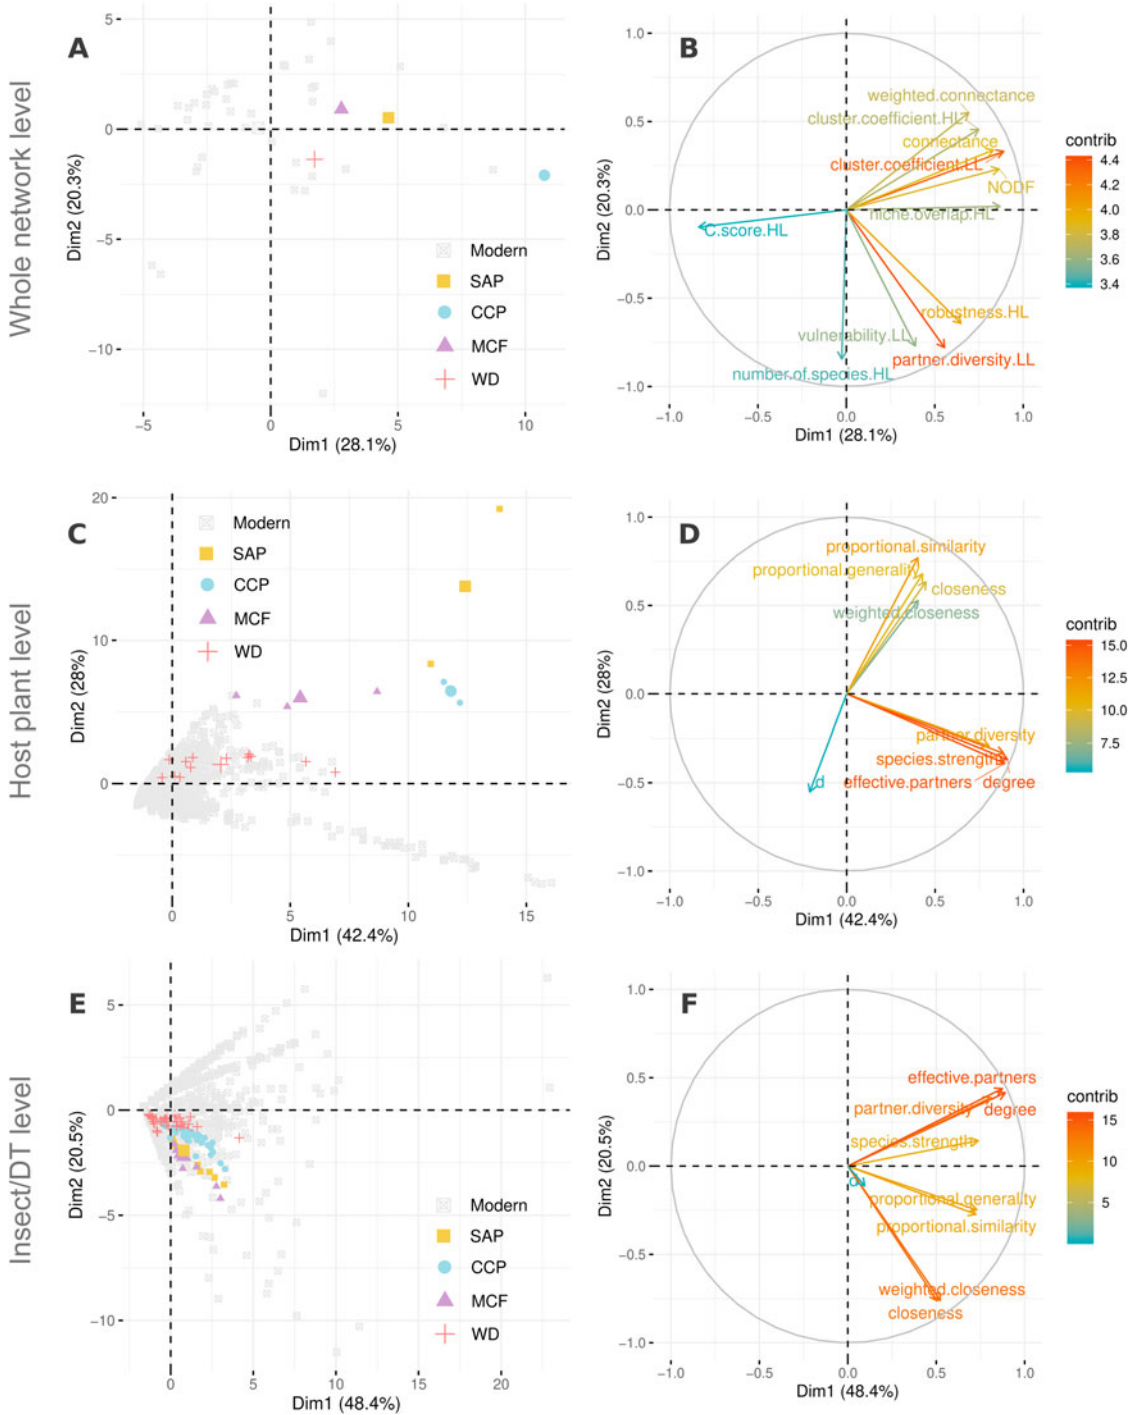 Whole network level
A
Dim2 (20.3%)
5
0
−5
−10
Modern
SAP
CCP
MCF
WD
−5
0
5
10
Dim1 (28.1%)
B
Dim2 (20.3%)
1.0
0.5
0.0
−0.5
−1.0
weighted.connectance
cluster.coefficient.HL
connectance
cluster.coefficient.LL
NODF
niche.overlap.HL
C.score.HL
robustness.HL
vulnerability.LL
partner.diversity.LL
number.of.species.HL
−1.0
−0.5
0.0
0.5
1.0
Dim1 (28.1%)
contrib
4.4
4.2
4.0
3.8
3.6
3.4
Host plant level
C
Dim2 (28%)
20
10
0
Modern
SAP
CCP
MCF
WD
0
5
10
15
Dim1 (42.4%)
D
Dim2 (28%)
1.0
0.5
0.0
−0.5
−1.0
proportional.similarity
proportional.generality
closeness
weighted.closeness
partner.diversity
species.strength
d
effective.partners
degree
−1.0
−0.5
0.0
0.5
1.0
Dim1 (42.4%)
contrib
15.0
12.5
10.0
7.5
Insect/DT level
E
Dim2 (20.5%)
5
0
−5
−10
Modern
SAP
CCP
MCF
WD
0
5
10
15
20
Dim1 (48.4%)
F
Dim2 (20.5%)
1.0
0.5
0.0
−0.5
−1.0
effective.partners
partner.diversity
degree
species.strength
d
proportional.generality
proportional.similarity
weighted.closeness
closeness
−1.0
−0.5
0.0
0.5
1.0
Dim1 (48.4%)
contrib
15
10
5